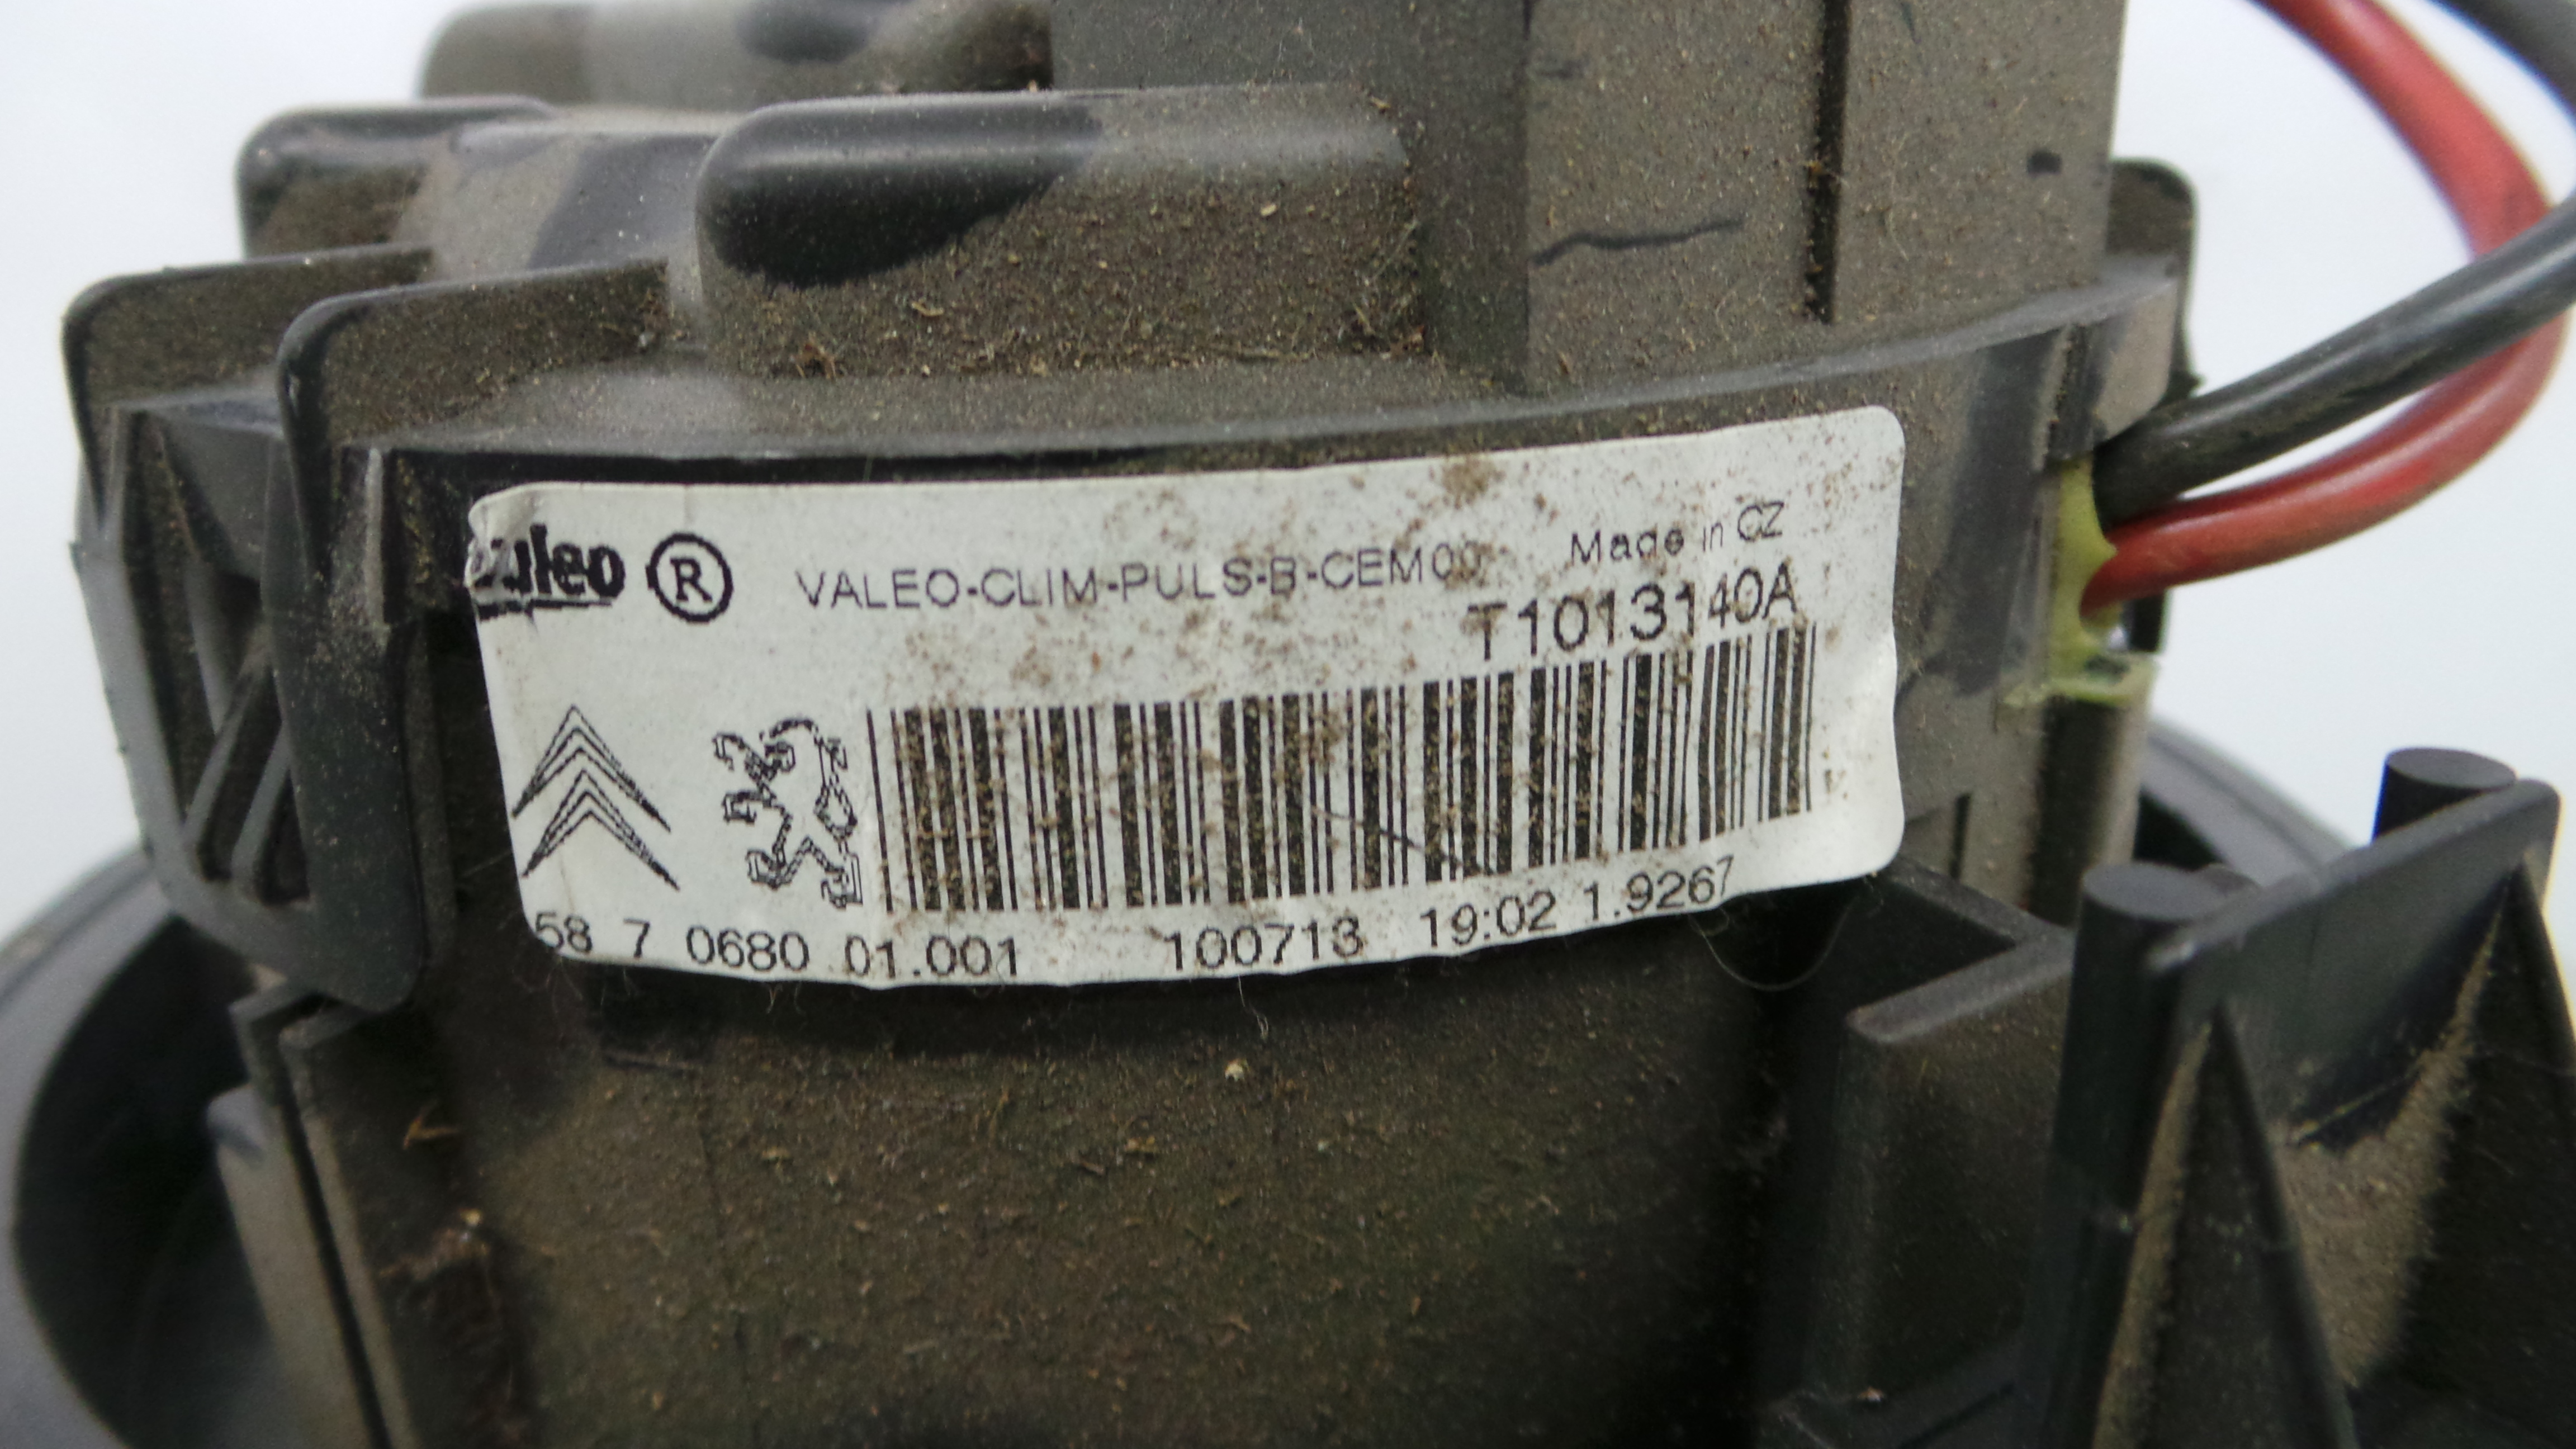 Valeo ® VALEO-CLIM-PULS-B-CEM00 Made in CZ
T1013140A
58 7 0680 01.001 100713 19:02 1.9267